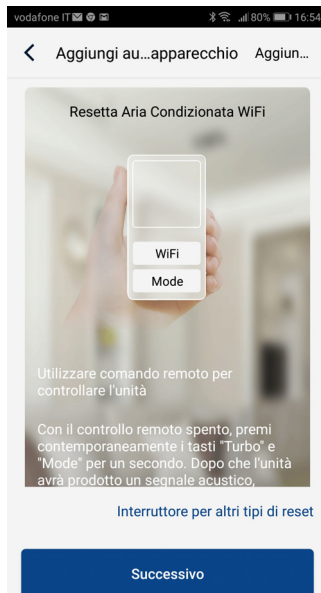 vodafone IT 80% 16:54
Aggiungi au...apparecchio Aggiun...
Resetta Aria Condizionata WiFi
WiFi
Mode
Utilizzare comando remoto per
controllare l'unità
Con il controllo remoto spento, premi
contemporaneamente i tasti "Turbo" e
"Mode" per un secondo. Dopo che l'unità
avrà prodotto un segnale acustico,
Interruttore per altri tipi di reset
Successivo